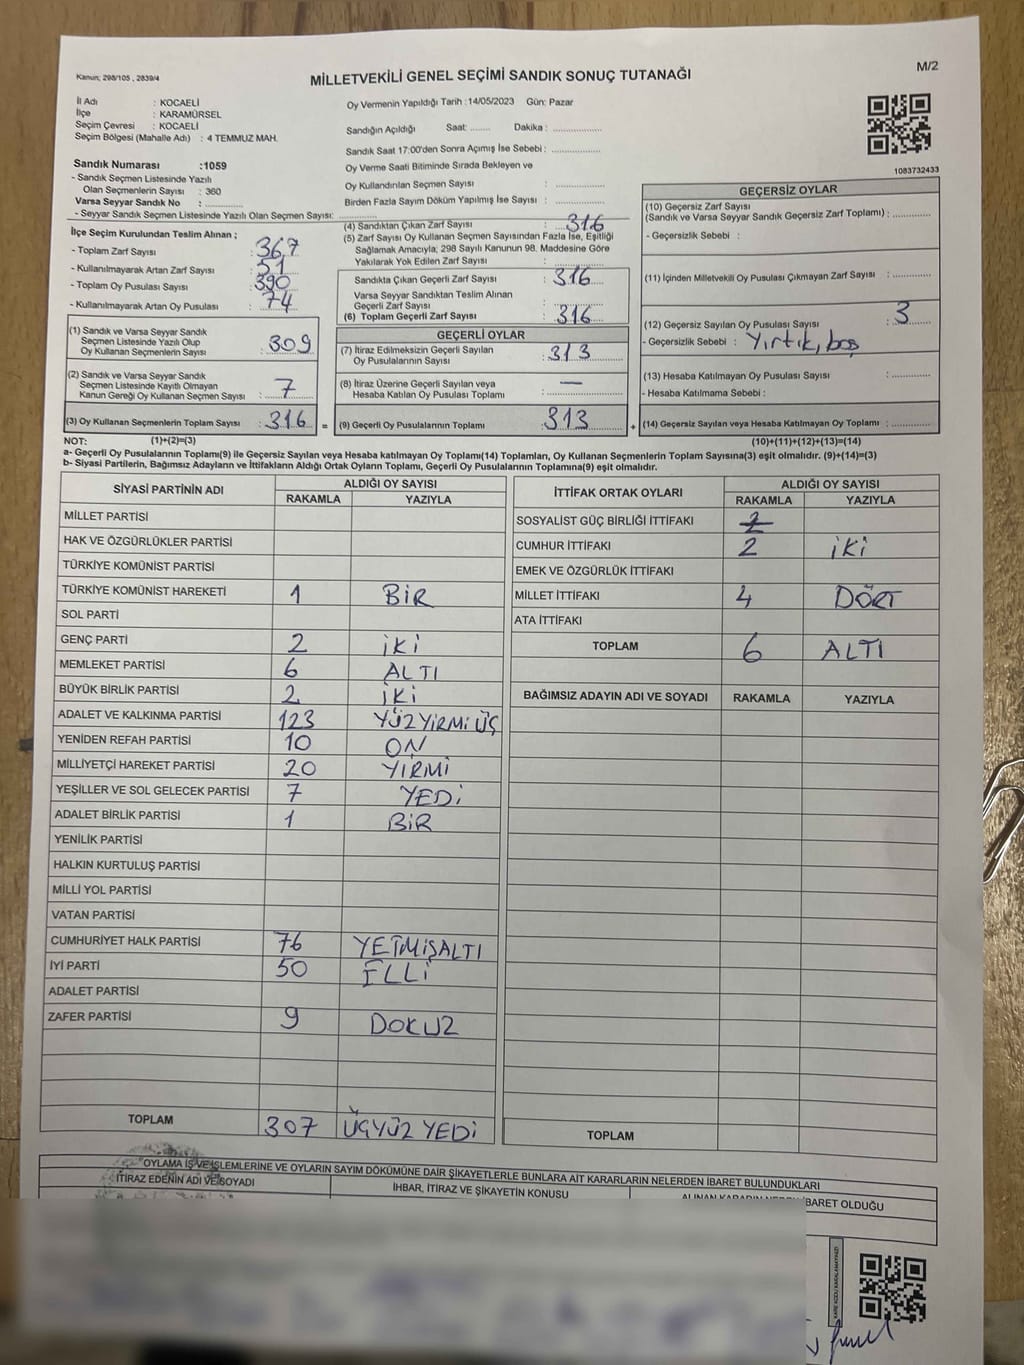 Kanun; 298/105 , 2839/4
MİLLETVEKİLİ GENEL SEÇİMİ SANDIK SONUÇ TUTANAĞI
M/2
İl Adı : KOCAELİ
İlçe : KARAMÜRSEL
Seçim Çevresi : KOCAELİ
Seçim Bölgesi (Mahalle Adı) : 4 TEMMUZ MAH.
Sandık Numarası :1059
- Sandık Seçmen Listesinde Yazılı
Olan Seçmenlerin Sayısı : 360
Varsa Seyyar Sandık No : ..............
- Seyyar Sandık Seçmen Listesinde Yazılı Olan Seçmen Sayısı: ..............
Oy Vermenin Yapıldığı Tarih :14/05/2023 Gün: Pazar
Sandığın Açıldığı Saat: ........ Dakika : ..................
Sandık Saat 17:00'den Sonra Açılmış İse Sebebi : ..................
Oy Verme Saati Bitiminde Sırada Bekleyen ve
Oy Kullandırılan Seçmen Sayısı : ..................
Birden Fazla Sayım Döküm Yapılmış İse Sayısı : ..................
1083732433
İlçe Seçim Kurulundan Teslim Alınan ;
- Toplam Zarf Sayısı : 367
- Kullanılmayarak Artan Zarf Sayısı : 51
- Toplam Oy Pusulası Sayısı : 390
- Kullanılmayarak Artan Oy Pusulası : 74
(1) Sandık ve Varsa Seyyar Sandık
Seçmen Listesinde Yazılı Olup
Oy Kullanan Seçmenlerin Sayısı : 309
(2) Sandık ve Varsa Seyyar Sandık
Seçmen Listesinde Kayıtlı Olmayan
Kanun Gereği Oy Kullanan Seçmen Sayısı : 7
(3) Oy Kullanan Seçmenlerin Toplam Sayısı : 316 =
(4) Sandıktan Çıkan Zarf Sayısı : 316
(5) Zarf Sayısı Oy Kullanan Seçmen Sayısından Fazla İse, Eşitliği
Sağlamak Amacıyla, 298 Sayılı Kanunun 98. Maddesine Göre
Yakılarak Yok Edilen Zarf Sayısı : ..............
Sandıkta Çıkan Geçerli Zarf Sayısı : 316
Varsa Seyyar Sandıktan Teslim Alınan
Geçerli Zarf Sayısı : ..............
(6) Toplam Geçerli Zarf Sayısı : 316
GEÇERLİ OYLAR
(7) İtiraz Edilmeksizin Geçerli Sayılan
Oy Pusulalarının Sayısı : 313
(8) İtiraz Üzerine Geçerli Sayılan veya
Hesaba Katılan Oy Pusulası Toplamı : —
(9) Geçerli Oy Pusulalarının Toplamı : 313 +
GEÇERSİZ OYLAR
(10) Geçersiz Zarf Sayısı
(Sandık ve Varsa Seyyar Sandık Geçersiz Zarf Toplamı) : ............
- Geçersizlik Sebebi :
(11) İçinden Milletvekili Oy Pusulası Çıkmayan Zarf Sayısı : ............
(12) Geçersiz Sayılan Oy Pusulası Sayısı : 3
- Geçersizlik Sebebi : Yırtık, boş
(13) Hesaba Katılmayan Oy Pusulası Sayısı : ............
- Hesaba Katılmama Sebebi :
(14) Geçersiz Sayılan veya Hesaba Katılmayan Oy Toplamı : ............
NOT: (1)+(2)=(3) (10)+(11)+(12)+(13)=(14)
a- Geçerli Oy Pusulalarının Toplamı(9) ile Geçersiz Sayılan veya Hesaba katılmayan Oy Toplamı(14) Toplamları, Oy Kullanan Seçmenlerin Toplam Sayısına(3) eşit olmalıdır. (9)+(14)=(3)
b- Siyasi Partilerin, Bağımsız Adayların ve İttifakların Aldığı Ortak Oyların Toplamı, Geçerli Oy Pusulalarının Toplamına(9) eşit olmalıdır.
SİYASİ PARTİNİN ADI ALDIĞI OY SAYISI
RAKAMLA YAZIYLA
MİLLET PARTİSİ
HAK VE ÖZGÜRLÜKLER PARTİSİ
TÜRKİYE KOMÜNİST PARTİSİ
TÜRKİYE KOMÜNİST HAREKETİ 1 BİR
SOL PARTİ
GENÇ PARTİ 2 İKİ
MEMLEKET PARTİSİ 6 ALTI
BÜYÜK BİRLİK PARTİSİ 2 İKİ
ADALET VE KALKINMA PARTİSİ 123 YÜZYİRMİÜÇ
YENİDEN REFAH PARTİSİ 10 ON
MİLLİYETÇİ HAREKET PARTİSİ 20 YIRMİ
YEŞİLLER VE SOL GELECEK PARTİSİ 7 YEDİ
ADALET BİRLİK PARTİSİ 1 BİR
YENİLİK PARTİSİ
HALKIN KURTULUŞ PARTİSİ
MİLLİ YOL PARTİSİ
VATAN PARTİSİ
CUMHURİYET HALK PARTİSİ 76 YETMİŞALTI
İYİ PARTİ 50 ELLİ
ADALET PARTİSİ
ZAFER PARTİSİ 9 DOKUZ
TOPLAM 307 ÜÇYÜZ YEDİ
İTTİFAK ORTAK OYLARI ALDIĞI OY SAYISI
RAKAMLA YAZIYLA
SOSYALİST GÜÇ BİRLİĞİ İTTİFAKI 2
CUMHUR İTTİFAKI 2 İKİ
EMEK VE ÖZGÜRLÜK İTTİFAKI
MİLLET İTTİFAKI 4 DÖRT
ATA İTTİFAKI
TOPLAM 6 ALTI
BAĞIMSIZ ADAYIN ADI VE SOYADI RAKAMLA YAZIYLA
TOPLAM
OYLAMA İŞ VE İŞLEMLERİNE VE OYLARIN SAYIM DÖKÜMÜNE DAİR ŞİKAYETLERLE BUNLARA AİT KARARLARIN NELERDEN İBARET BULUNDUKLARI
İTİRAZ EDENİN ADI VE SOYADI İHBAR, İTİRAZ VE ŞİKAYETİN KONUSU ALINAN KARARIN NEDEN İBARET OLDUĞU